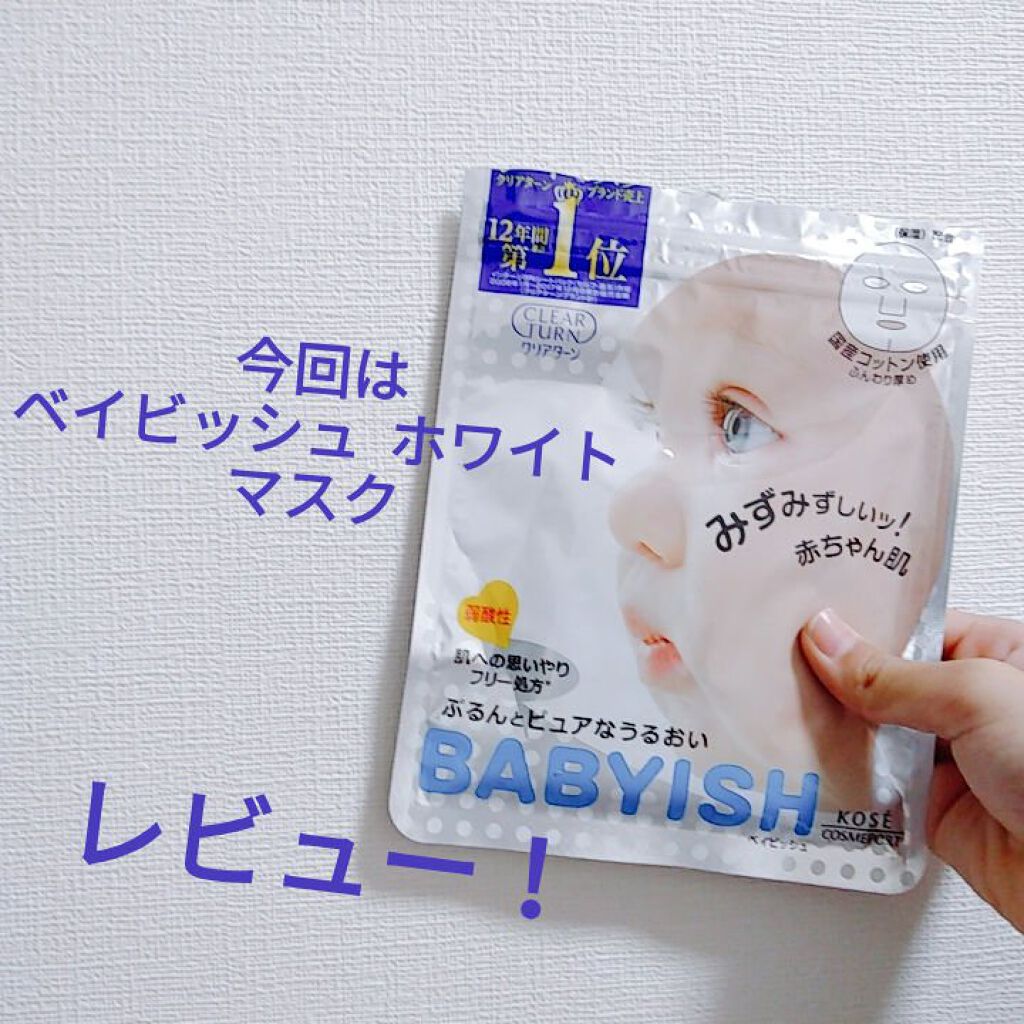 クリアターン ブランド売上
12年間
第1位
CLEAR
TURN
クリアターン
(保湿) 配合
国産コットン使用
ふんわり厚め
今回は
ベイビッシュ ホワイト
マスク
みずみずしいッ!
赤ちゃん肌
弱酸性
肌への思いやり
フリー処方*
ぷるんとピュアなうるおい
BABYISH
ベイビッシュ
KOSÉ
COSMEPORT
レビュー!